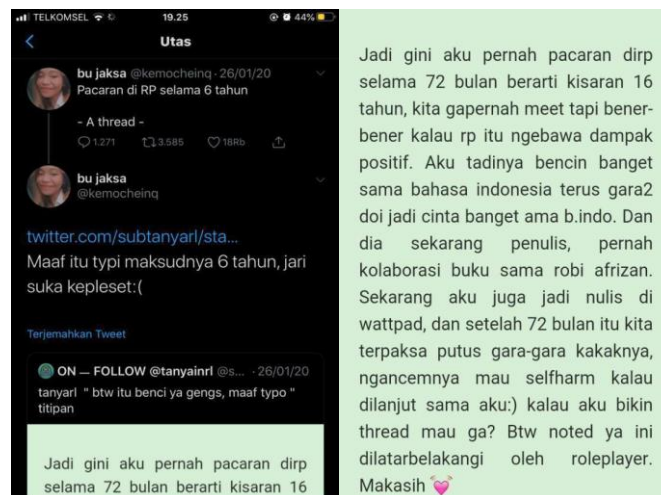 TELKOMSEL 19.25 44%
Utas
bu jaksa @kemocheinq · 26/01/20
Pacaran di RP selama 6 tahun
- A thread -
1.271 3.585 18Rb
bu jaksa
@kemocheinq
twitter.com/subtanyarl/sta...
Maaf itu typi maksudnya 6 tahun, jari
suka kepleset:(
Terjemahkan Tweet
ON — FOLLOW @tanyainrl @s... · 26/01/20
tanyarl " btw itu benci ya gengs, maaf typo "
titipan
Jadi gini aku pernah pacaran dirp
selama 72 bulan berarti kisaran 16
Jadi gini aku pernah pacaran dirp
selama 72 bulan berarti kisaran 16
tahun, kita gapernah meet tapi bener-
bener kalau rp itu ngebawa dampak
positif. Aku tadinya bencin banget
sama bahasa indonesia terus gara2
doi jadi cinta banget ama b.indo. Dan
dia sekarang penulis, pernah
kolaborasi buku sama robi afrizan.
Sekarang aku juga jadi nulis di
wattpad, dan setelah 72 bulan itu kita
terpaksa putus gara-gara kakaknya,
ngancemnya mau selfharm kalau
dilanjut sama aku:) kalau aku bikin
thread mau ga? Btw noted ya ini
dilatarbelakangi oleh roleplayer.
Makasih 💓